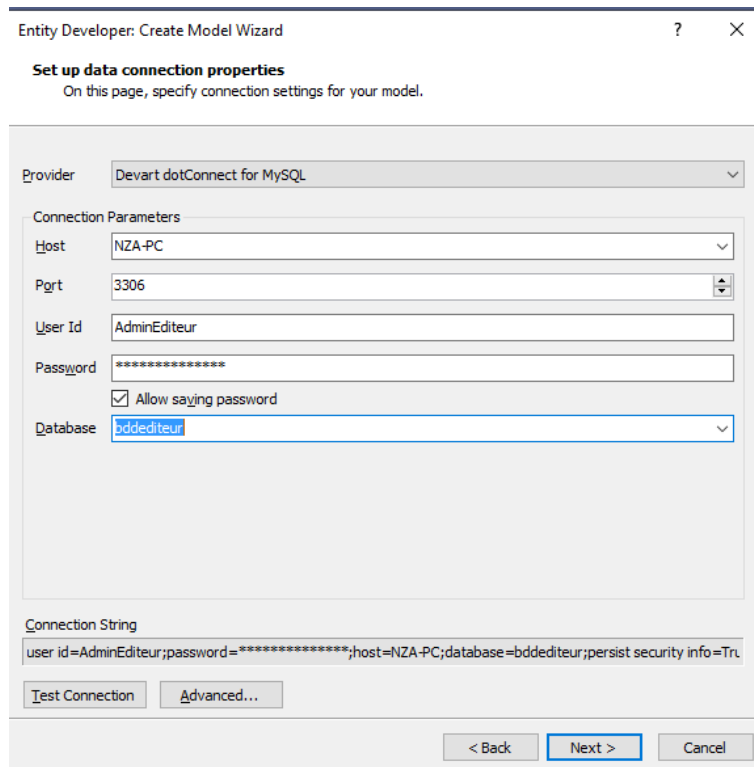 Entity Developer: Create Model Wizard ? ×
Set up data connection properties
On this page, specify connection settings for your model.
Provider Devart dotConnect for MySQL
Connection Parameters
Host NZA-PC
Port 3306
User Id AdminEditeur
Password **************
Allow saving password
Database bddediteur
Connection String
user id=AdminEditeur;password=**************;host=NZA-PC;database=bddediteur;persist security info=Tru
Test Connection Advanced...
< Back Next > Cancel